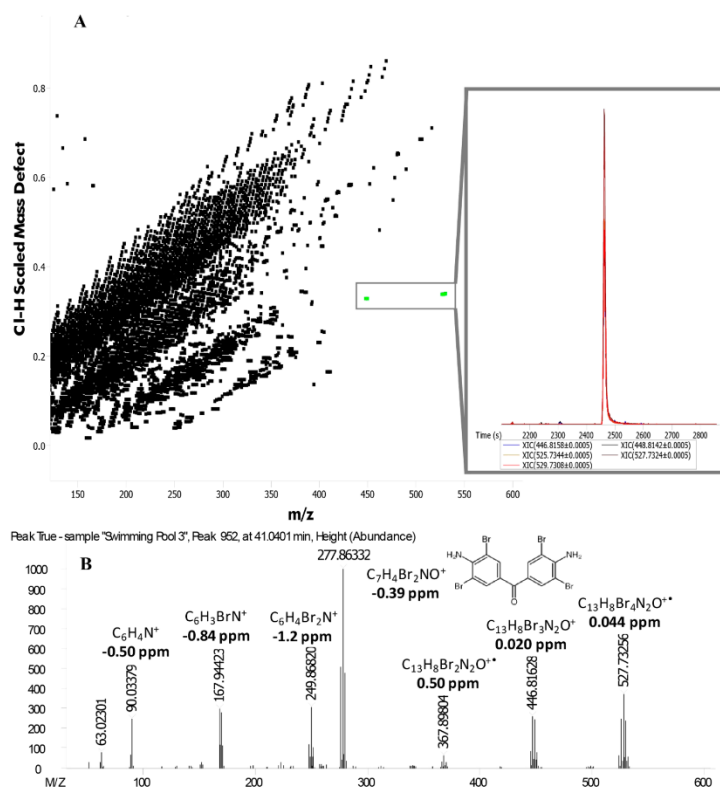 A
Cl-H Scaled Mass Defect
0.8
0.6
0.4
0.2
0.0
150 200 250 300 350 400 450 500 550 600
m/z
Time (s) 2200 2300 2400 2500 2600 2700 2800
XIC(446.8158±0.0005) XIC(448.8142±0.0005)
XIC(525.7344±0.0005) XIC(527.7324±0.0005)
XIC(529.7308±0.0005)
Peak True - sample "Swimming Pool 3", Peak 952, at 41.0401 min, Height (Abundance)
B
1000
900
800
700
600
500
400
300
200
100
0
M/Z 100 200 300 400 500 600
63.02301
C₆H₄N⁺
-0.50 ppm
90.03379
C₆H₃BrN⁺
-0.84 ppm
167.94423
C₆H₄Br₂N⁺
-1.2 ppm
249.86820
277.86332
C₇H₄Br₂NO⁺
-0.39 ppm
H₂N Br Br NH₂
Br O Br
C₁₃H₈Br₂N₂O⁺•
0.50 ppm
367.89804
C₁₃H₈Br₃N₂O⁺
0.020 ppm
446.81628
C₁₃H₈Br₄N₂O⁺•
0.044 ppm
527.73256